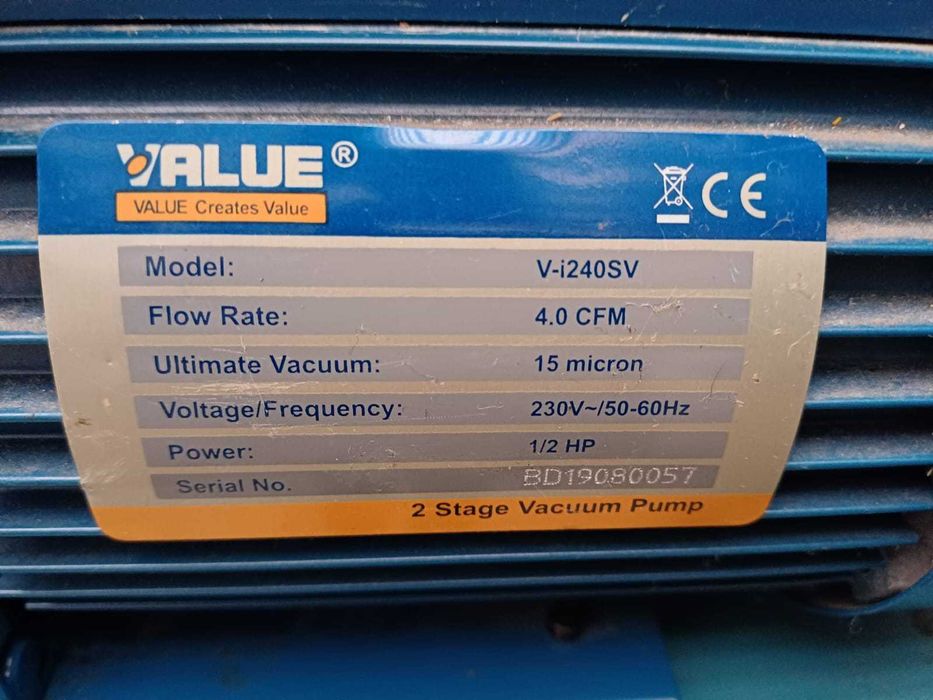 VALUE®
VALUE Creates Value
CE
Model: V-i240SV
Flow Rate: 4.0 CFM
Ultimate Vacuum: 15 micron
Voltage/Frequency: 230V~/50-60Hz
Power: 1/2 HP
Serial No. BD19080057
2 Stage Vacuum Pump